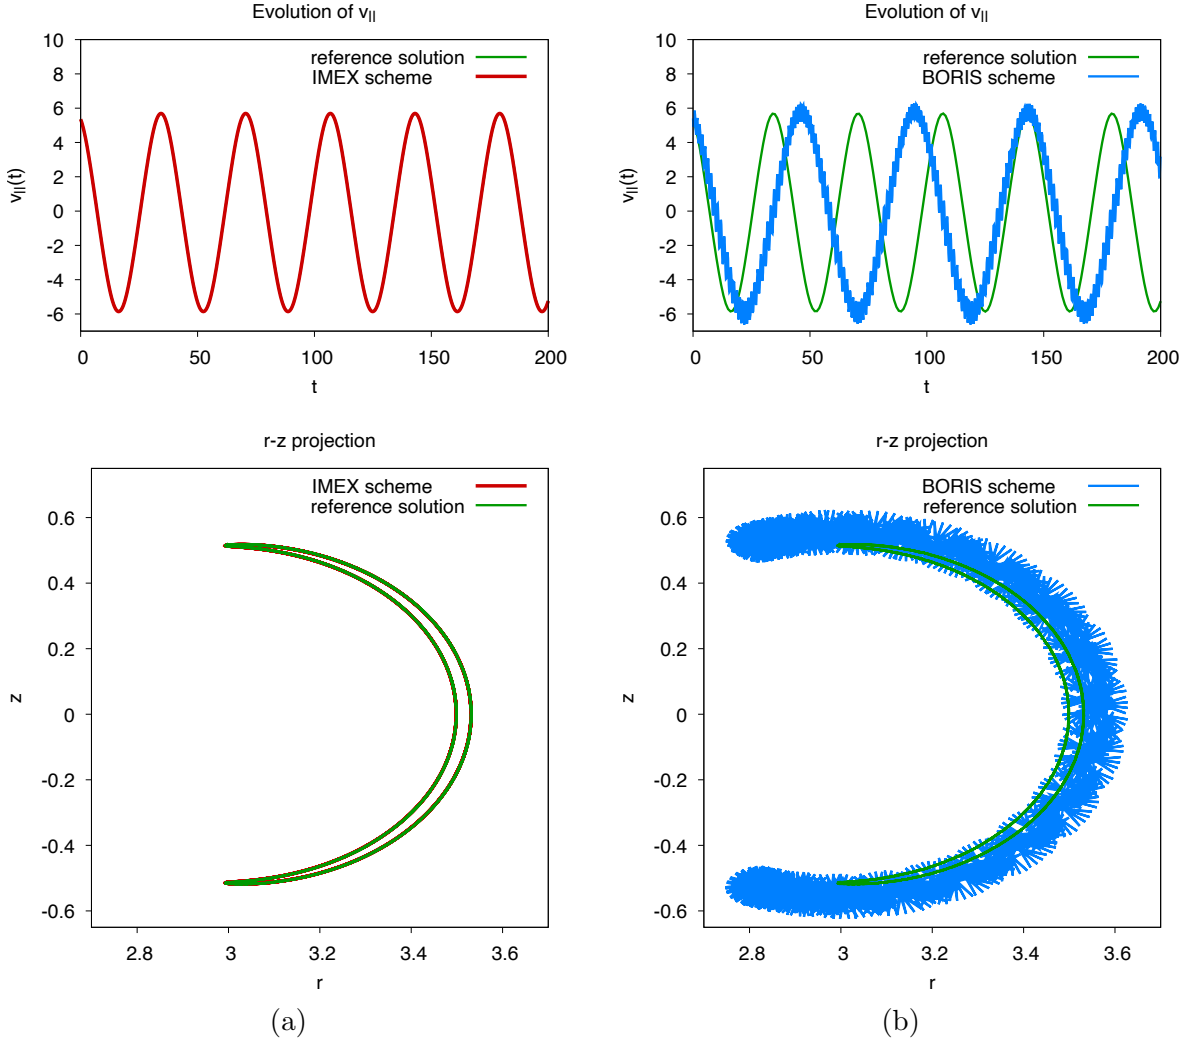 Evolution of v||
10
8
6
4
2
0
-2
-4
-6
v||(t)
reference solution
IMEX scheme
0 50 100 150 200
t
Evolution of v||
10
8
6
4
2
0
-2
-4
-6
v||(t)
reference solution
BORIS scheme
0 50 100 150 200
t
r-z projection
0.6
0.4
0.2
0
-0.2
-0.4
-0.6
z
IMEX scheme
reference solution
2.8 3 3.2 3.4 3.6
r
(a)
r-z projection
0.6
0.4
0.2
0
-0.2
-0.4
-0.6
z
BORIS scheme
reference solution
2.8 3 3.2 3.4 3.6
r
(b)